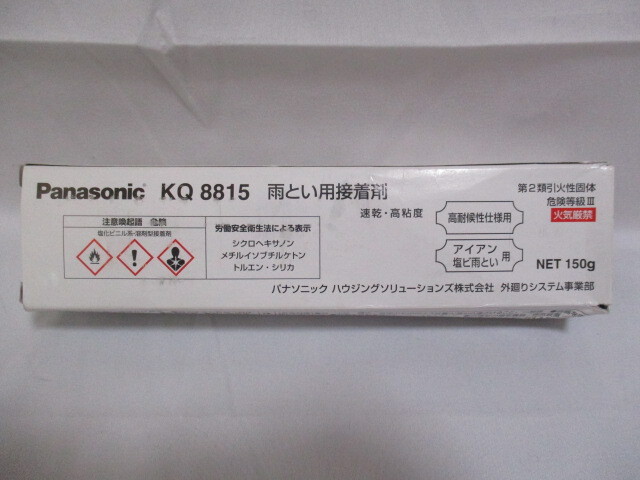 Panasonic KQ 8815 雨とい用接着剤
速乾・高粘度
注意喚起語 危険
塩化ビニル系・溶剤型接着剤
労働安全衛生法による表示
シクロヘキサノン
メチルイソブチルケトン
トルエン・シリカ
高耐候性仕様用
アイアン
塩ビ雨とい 用
第2類引火性固体
危険等級Ⅲ
火気厳禁
NET 150g
パナソニック ハウジングソリューションズ株式会社 外廻りシステム事業部